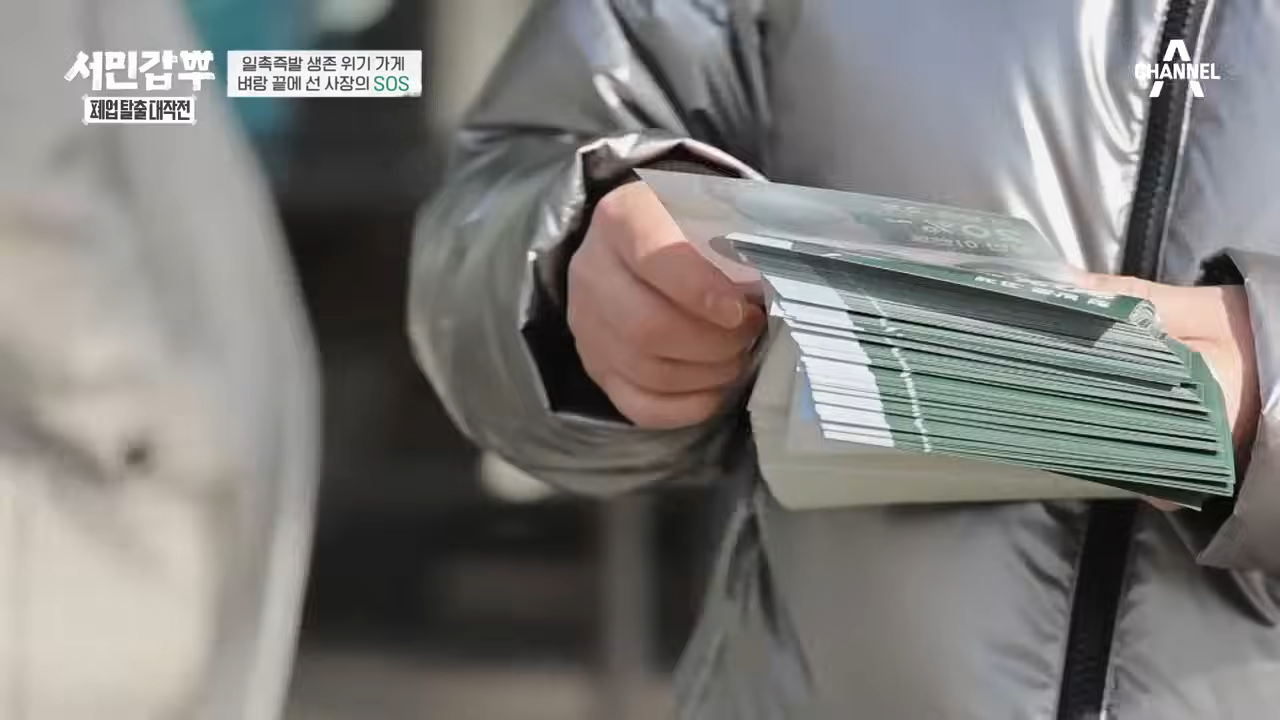 서민갑뿌
폐업 탈출 대작전
일촉즉발 생존 위기 가게
벼랑 끝에 선 사장의 SOS
CHANNEL A